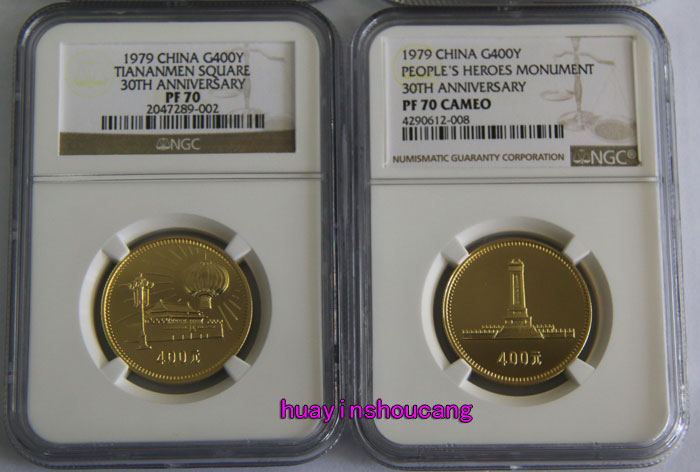 1979 CHINA G400Y
TIANANMEN SQUARE
30TH ANNIVERSARY
PF 70
2047289-002
NGC
400元
1979 CHINA G400Y
PEOPLE'S HEROES MONUMENT
30TH ANNIVERSARY
PF 70 CAMEO
4290612-008
NUMISMATIC GUARANTY CORPORATION
NGC®
400元
huayinshoucang